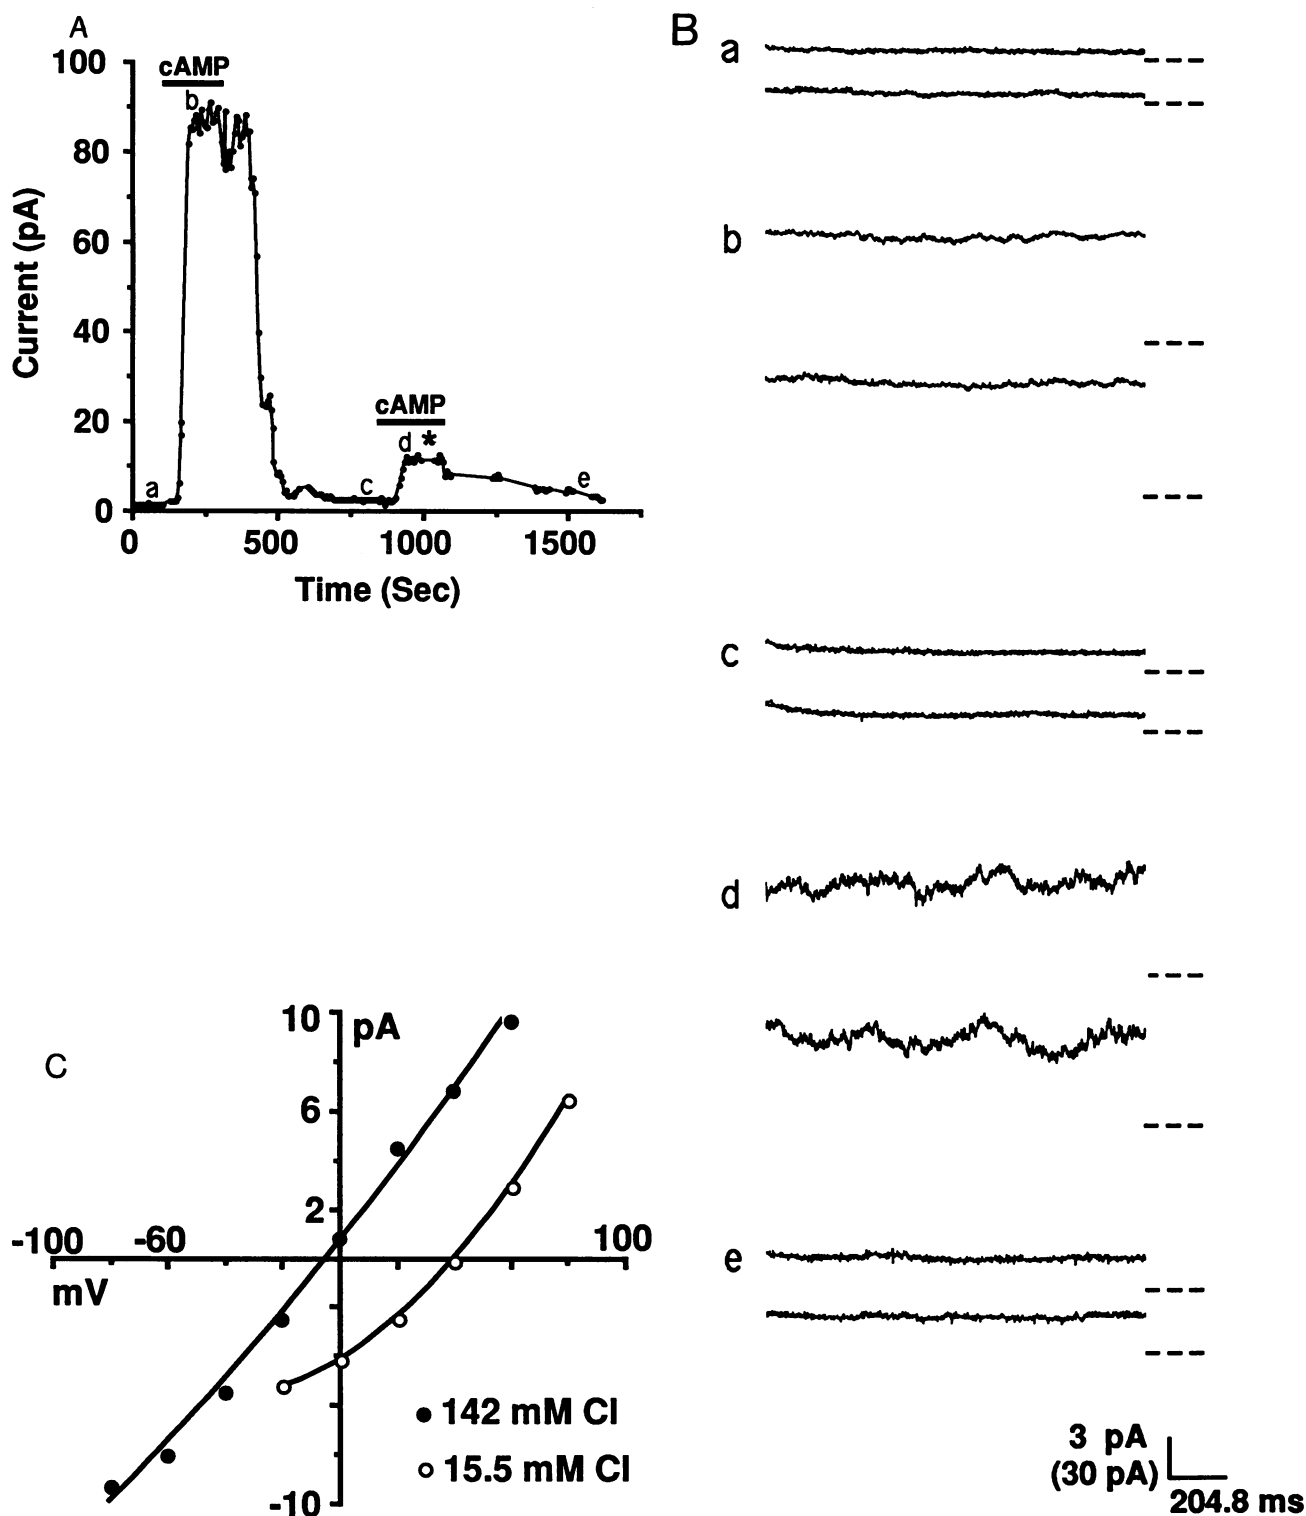 A
100
80
60
40
20
0
Current (pA)
cAMP
b
a
c
cAMP
d *
e
0 500 1000 1500
Time (Sec)
B
a
b
c
d
e
3 pA
(30 pA)
204.8 ms
C
10 pA
6
2
-100 -60 100
mV
-10
● 142 mM Cl
○ 15.5 mM Cl